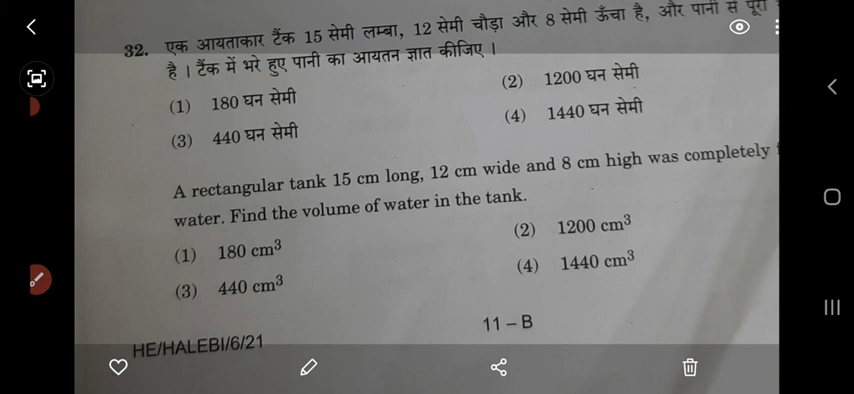 32. एक आयताकार टैंक 15 सेमी लम्बा, 12 सेमी चौड़ा और 8 सेमी ऊँचा है, और पानी से पूरा
है । टैंक में भरे हुए पानी का आयतन ज्ञात कीजिए ।
(1) 180 घन सेमी (2) 1200 घन सेमी
(3) 440 घन सेमी (4) 1440 घन सेमी
A rectangular tank 15 cm long, 12 cm wide and 8 cm high was completely
water. Find the volume of water in the tank.
(1) 180 cm³ (2) 1200 cm³
(3) 440 cm³ (4) 1440 cm³
HE/HALEBI/6/21 11 – B